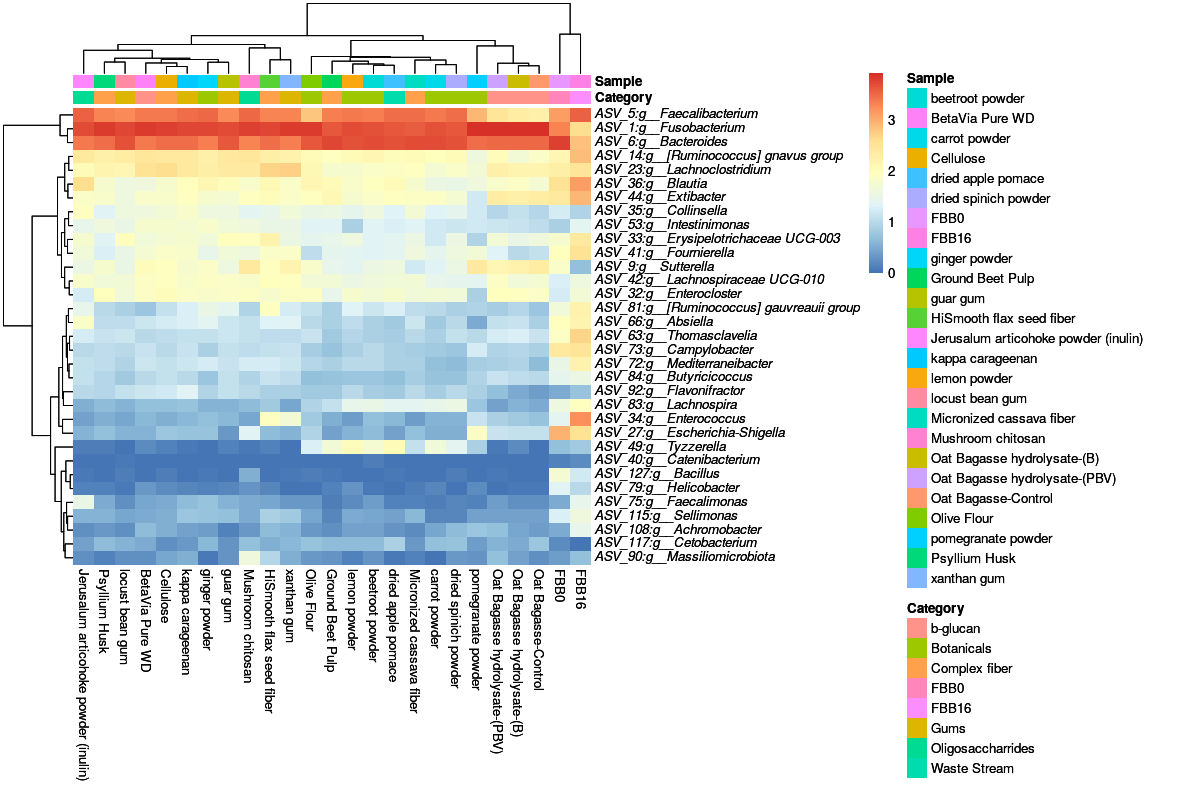 Sample
Category
ASV_5:g__Faecalibacterium
ASV_1:g__Fusobacterium
ASV_6:g__Bacteroides
ASV_14:g__[Ruminococcus] gnavus group
ASV_23:g__Lachnoclostridium
ASV_36:g__Blautia
ASV_44:g__Extibacter
ASV_35:g__Collinsella
ASV_53:g__Intestinimonas
ASV_33:g__Erysipelotrichaceae UCG-003
ASV_41:g__Fournierella
ASV_9:g__Sutterella
ASV_42:g__Lachnospiraceae UCG-010
ASV_32:g__Enterocloster
ASV_81:g__[Ruminococcus] gauvreauii group
ASV_66:g__Absiella
ASV_63:g__Thomasclavelia
ASV_73:g__Campylobacter
ASV_72:g__Mediterraneibacter
ASV_84:g__Butyricicoccus
ASV_92:g__Flavonifractor
ASV_83:g__Lachnospira
ASV_34:g__Enterococcus
ASV_27:g__Escherichia-Shigella
ASV_49:g__Tyzzerella
ASV_40:g__Catenibacterium
ASV_127:g__Bacillus
ASV_79:g__Helicobacter
ASV_75:g__Faecalimonas
ASV_115:g__Sellimonas
ASV_108:g__Achromobacter
ASV_117:g__Cetobacterium
ASV_90:g__Massiliomicrobiota
Jerusalum articohoke powder (inulin)
Psyllium Husk
locust bean gum
BetaVia Pure WD
Cellulose
kappa carageenan
ginger powder
guar gum
Mushroom chitosan
HiSmooth flax seed fiber
xanthan gum
Olive Flour
Ground Beet Pulp
lemon powder
beetroot powder
dried apple pomace
Micronized cassava fiber
carrot powder
dried spinich powder
pomegranate powder
Oat Bagasse hydrolysate-(PBV)
Oat Bagasse hydrolysate-(B)
Oat Bagasse-Control
FBB0
FBB16
3
2
1
0
Sample
beetroot powder
BetaVia Pure WD
carrot powder
Cellulose
dried apple pomace
dried spinich powder
FBB0
FBB16
ginger powder
Ground Beet Pulp
guar gum
HiSmooth flax seed fiber
Jerusalum articohoke powder (inulin)
kappa carageenan
lemon powder
locust bean gum
Micronized cassava fiber
Mushroom chitosan
Oat Bagasse hydrolysate-(B)
Oat Bagasse hydrolysate-(PBV)
Oat Bagasse-Control
Olive Flour
pomegranate powder
Psyllium Husk
xanthan gum
Category
b-glucan
Botanicals
Complex fiber
FBB0
FBB16
Gums
Oligosaccharrides
Waste Stream